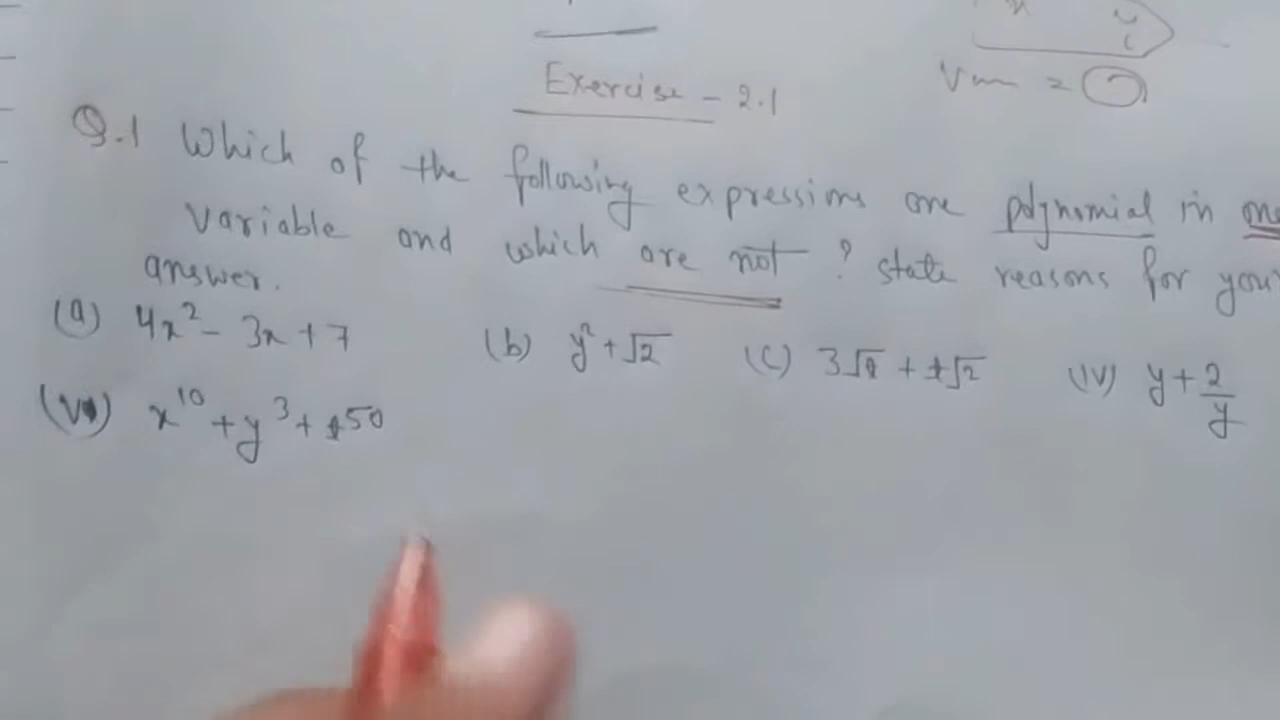 Exercise - 2.1
Q.1 Which of the following expressions are polynomial in
variable and which are not ? state reasons for your
answer.
(a) 4x² - 3x + 7 (b) y² + √2 (c) 3√t + t√2 (iv) y + 2/y
(v) x¹⁰ + y³ + t⁵⁰